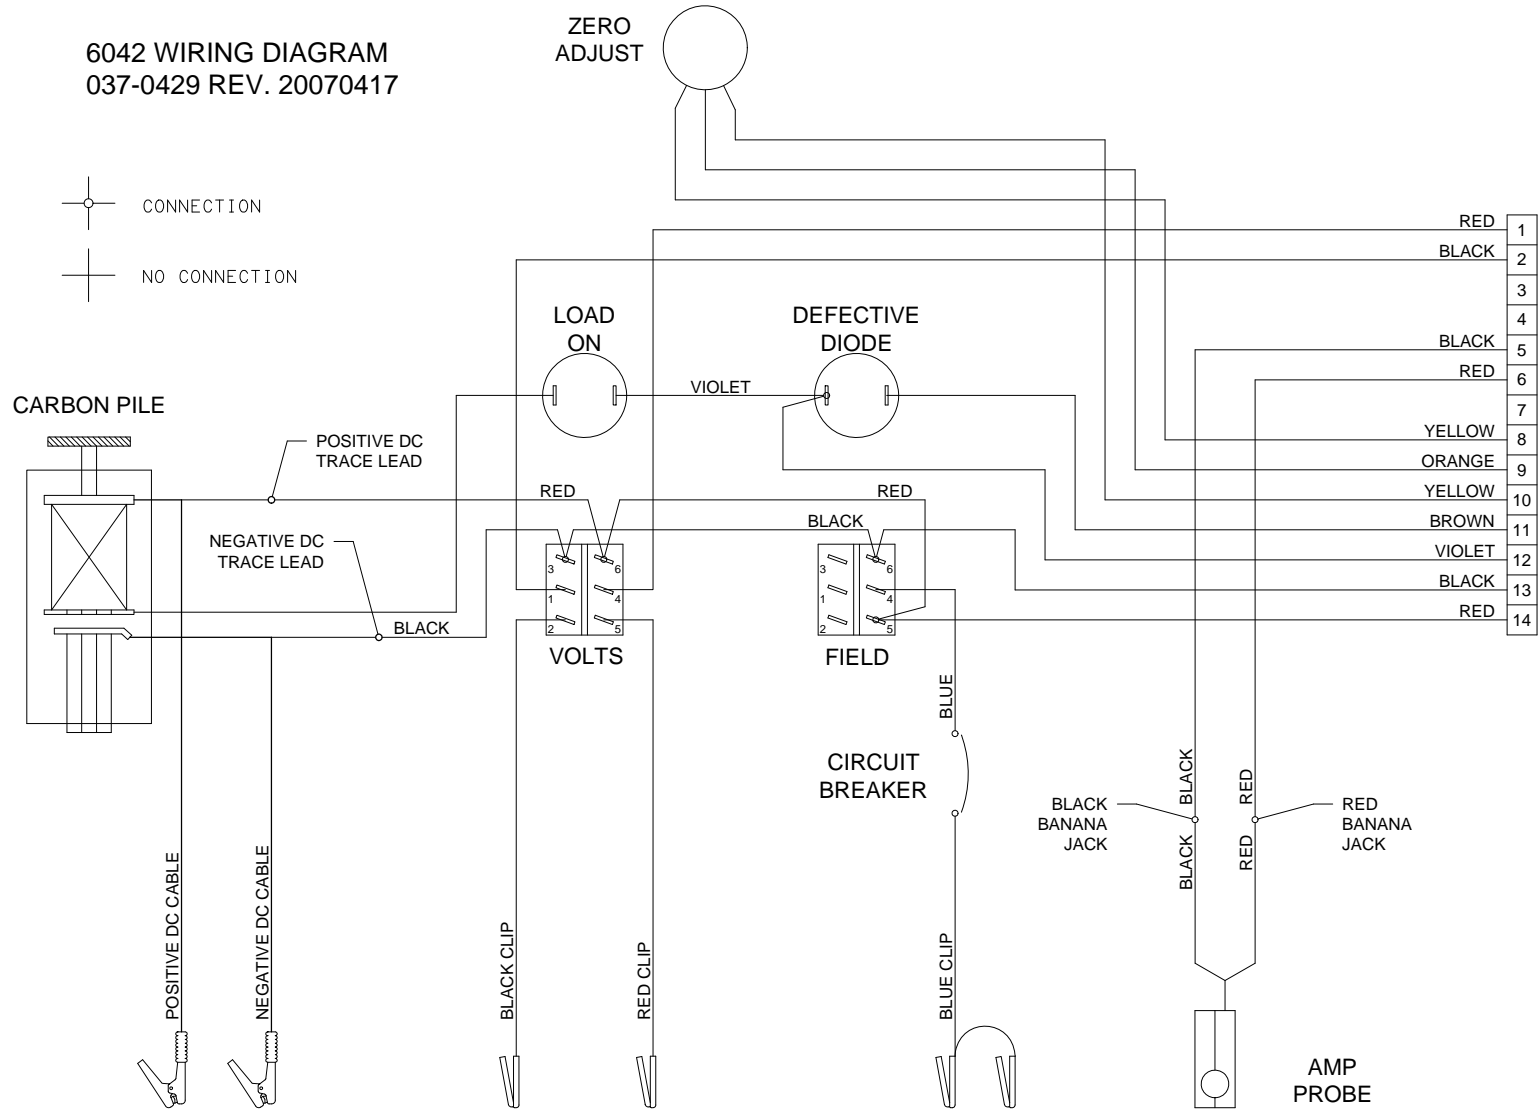 6042 WIRING DIAGRAM
037-0429 REV. 20070417
ZERO
ADJUST
CONNECTION
NO CONNECTION
RED
1
BLACK
2
3
4
BLACK
5
RED
6
7
YELLOW
8
ORANGE
9
YELLOW
10
BROWN
11
VIOLET
12
BLACK
13
RED
14
LOAD
ON
VIOLET
DEFECTIVE
DIODE
CARBON PILE
POSITIVE DC
TRACE LEAD
NEGATIVE DC
TRACE LEAD
RED
RED
BLACK
BLACK
3
6
1
4
2
5
VOLTS
3
6
1
4
2
5
FIELD
BLUE
CIRCUIT
BREAKER
BLACK
BANANA
JACK
BLACK
BLACK
RED
RED
RED
BANANA
JACK
POSITIVE DC CABLE
NEGATIVE DC CABLE
BLACK CLIP
RED CLIP
BLUE CLIP
AMP
PROBE